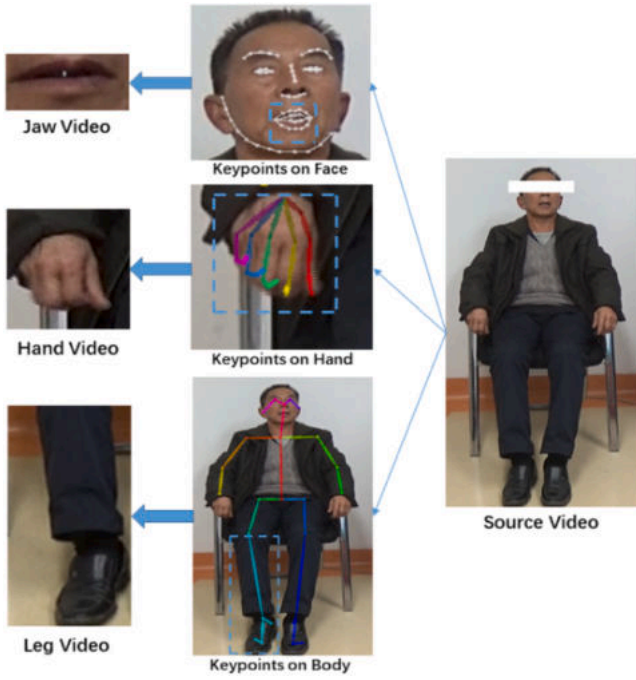 Jaw Video
Keypoints on Face
Hand Video
Keypoints on Hand
Source Video
Leg Video
Keypoints on Body